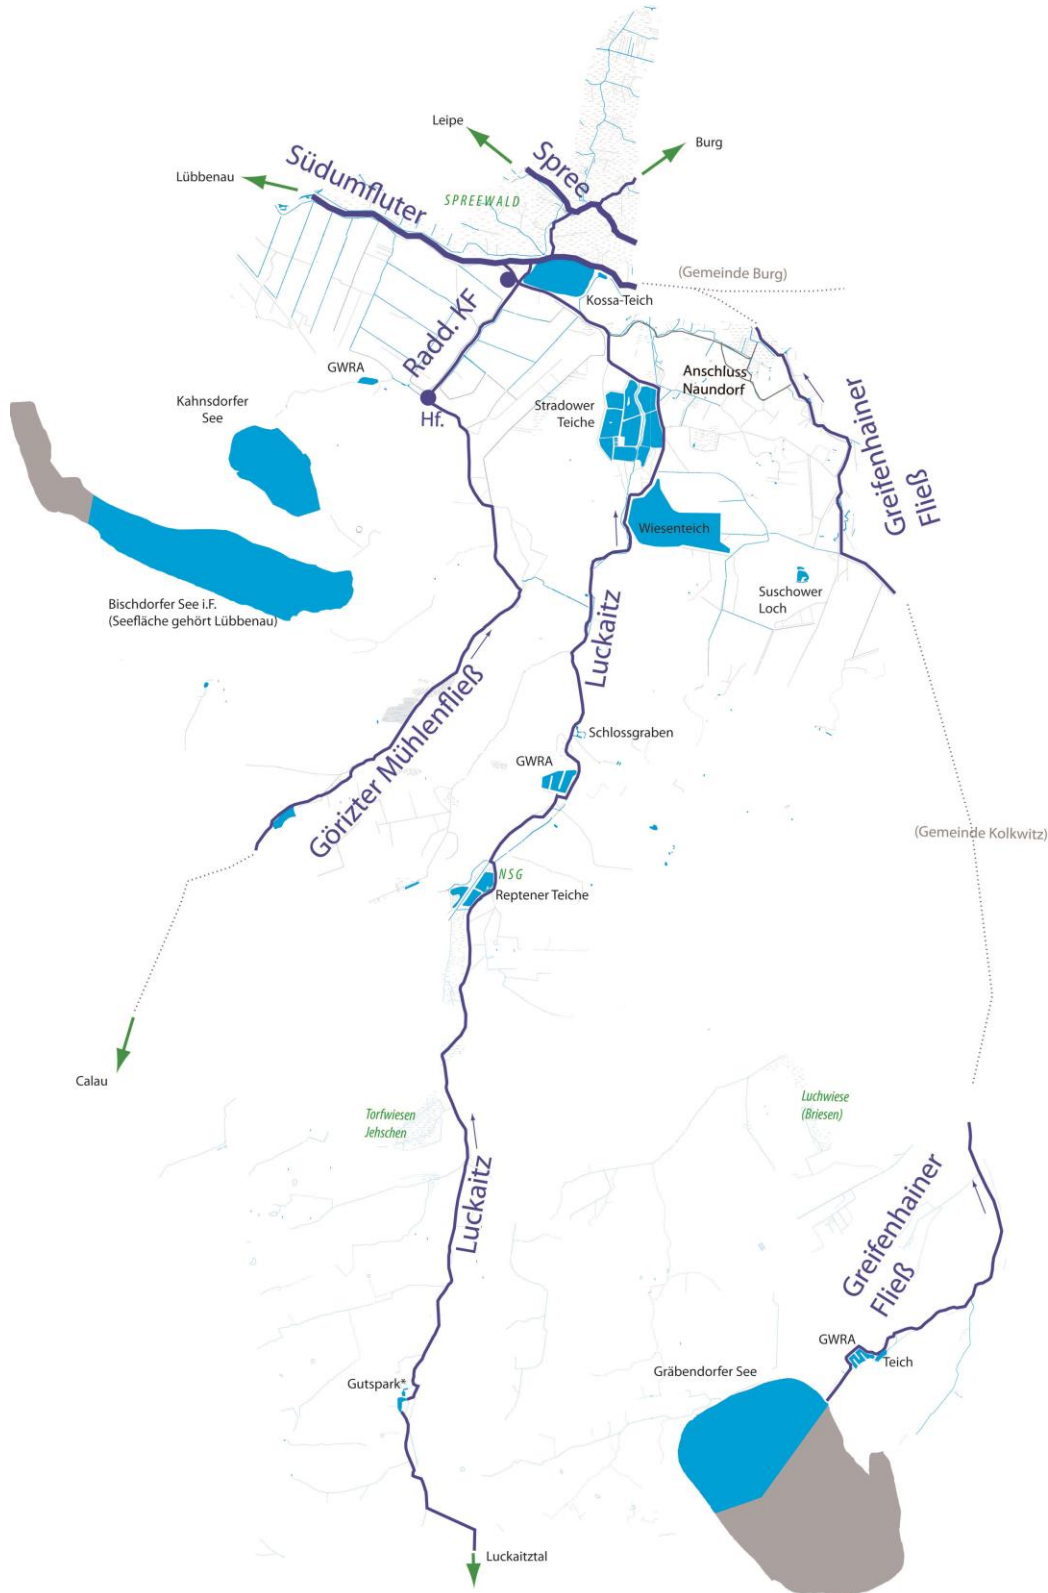 Leipe
Burg
Lübbenau
Südumfluter
Spree
SPREEWALD
(Gemeinde Burg)
Kossa-Teich
Radd. KF
GWRA
Anschluss
Naundorf
Kahnsdorfer
See
Hf.
Stradower
Teiche
Greifenhainer
Fließ
Wiesenteich
Suschower
Loch
Bischdorfer See i.F.
(Seefläche gehört Lübbenau)
Luckaitz
Görizter Mühlenfließ
Schlossgraben
GWRA
(Gemeinde Kolkwitz)
NSG
Reptener Teiche
Calau
Torfwiesen
Jehschen
Luchwiese
(Briesen)
Luckaitz
Greifenhainer
Fließ
GWRA
Teich
Gräbendorfer See
Gutspark*
Luckaitztal